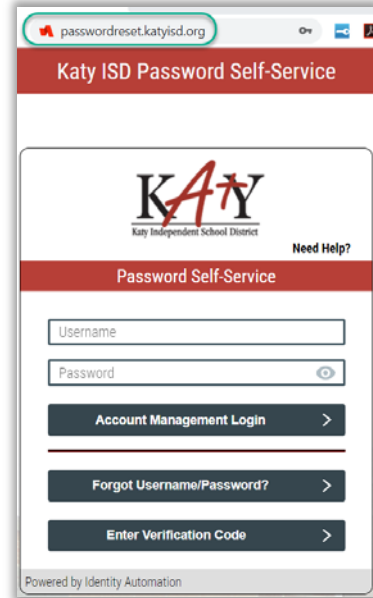 passwordreset.katyisd.org
Katy ISD Password Self-Service
KATY
Katy Independent School District
Need Help?
Password Self-Service
Username
Password
Account Management Login
Forgot Username/Password?
Enter Verification Code
Powered by Identity Automation